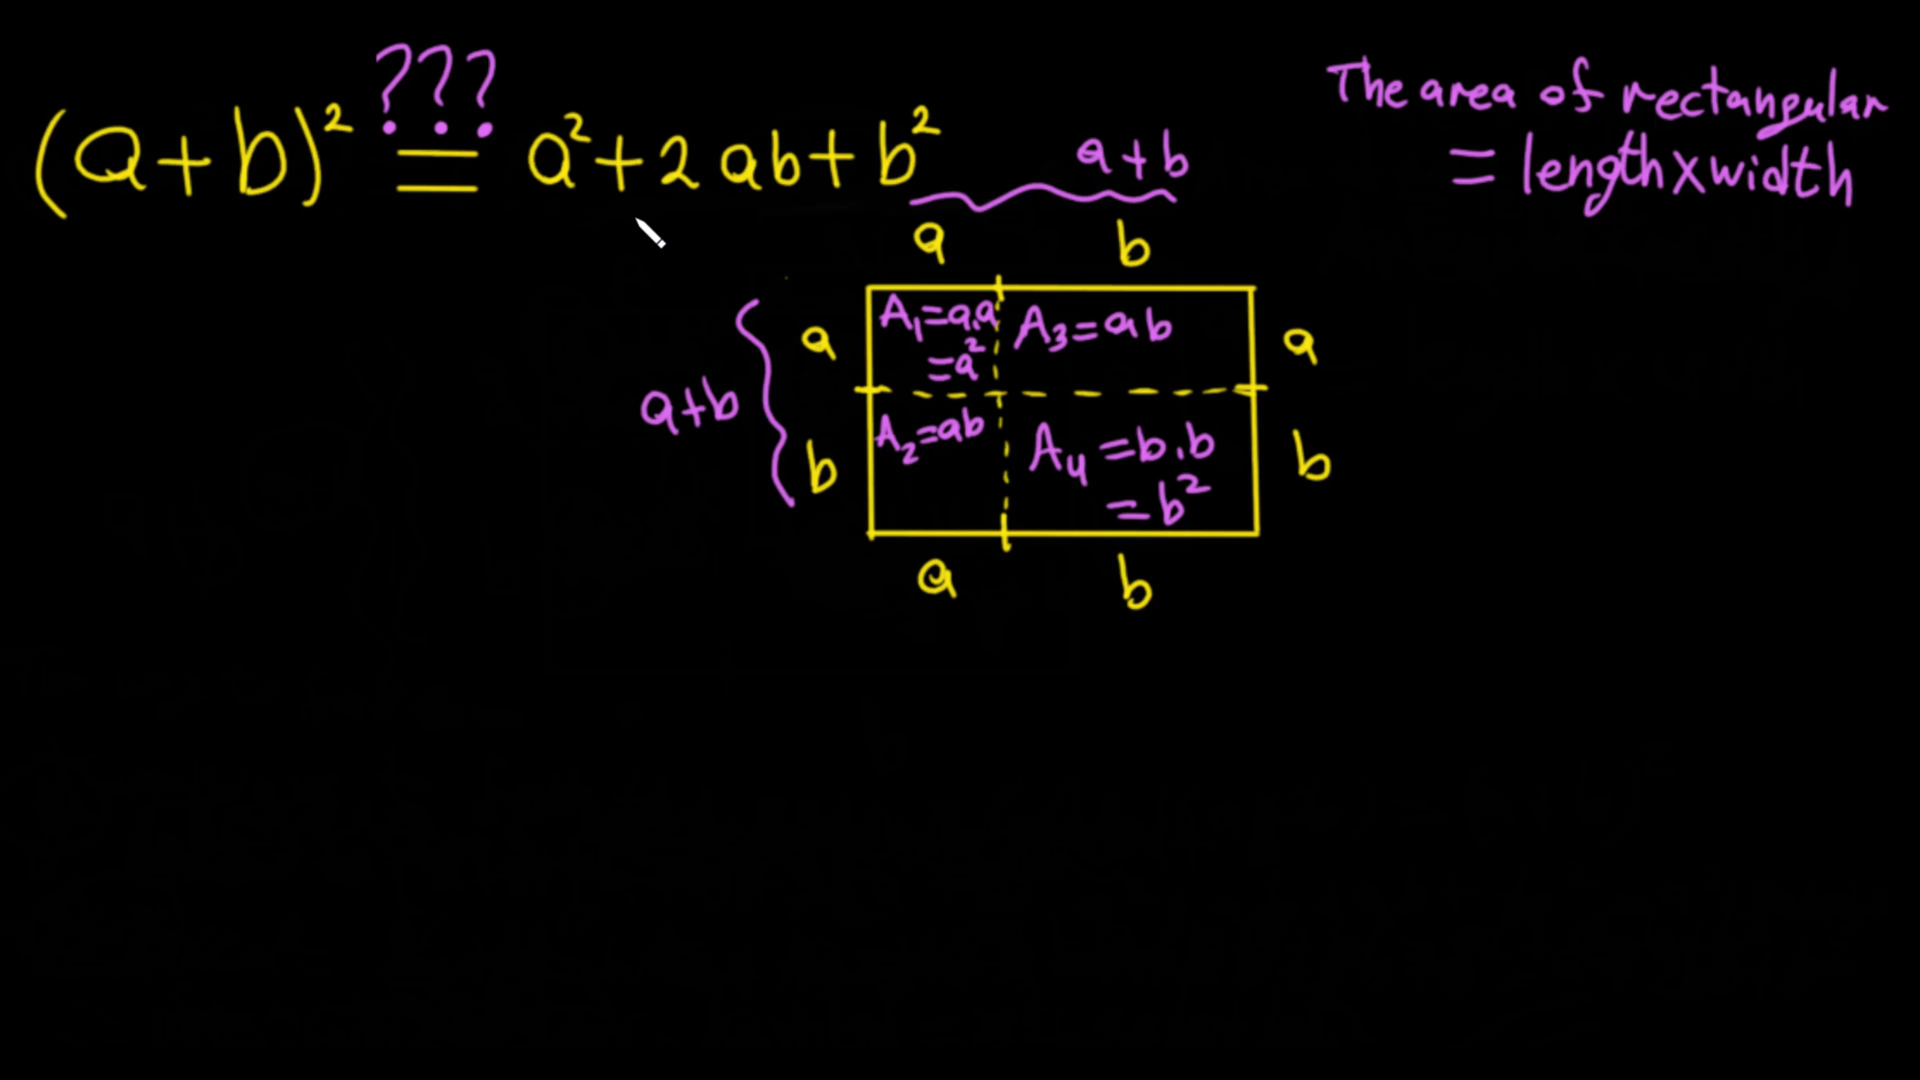 ???
(a+b)² = a²+2ab+b²
The area of rectangular
= length x width
a+b
a b
a A₁=a.a A₃=ab a
=a²
a+b
b A₂=ab A₄=b.b b
=b²
a b